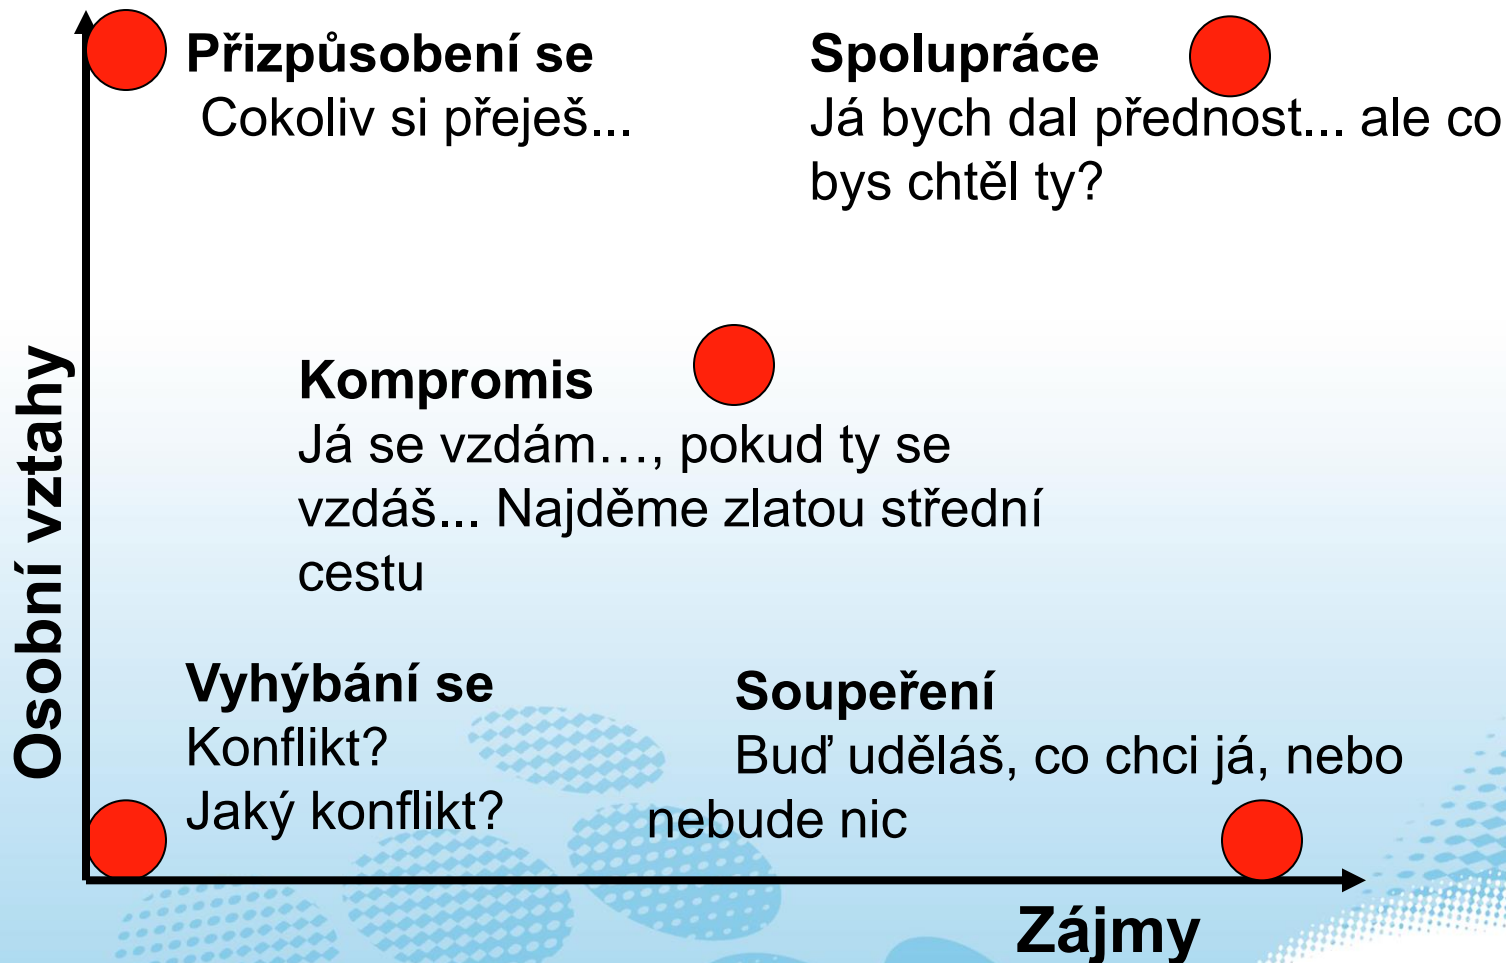 Přizpůsobení se
Cokoliv si přeješ...
Spolupráce
Já bych dal přednost... ale co
bys chtěl ty?
Kompromis
Já se vzdám…, pokud ty se
vzdáš... Najděme zlatou střední
cestu
Osobní vztahy
Vyhýbání se
Konflikt?
Jaký konflikt?
Soupeření
Buď uděláš, co chci já, nebo
nebude nic
Zájmy